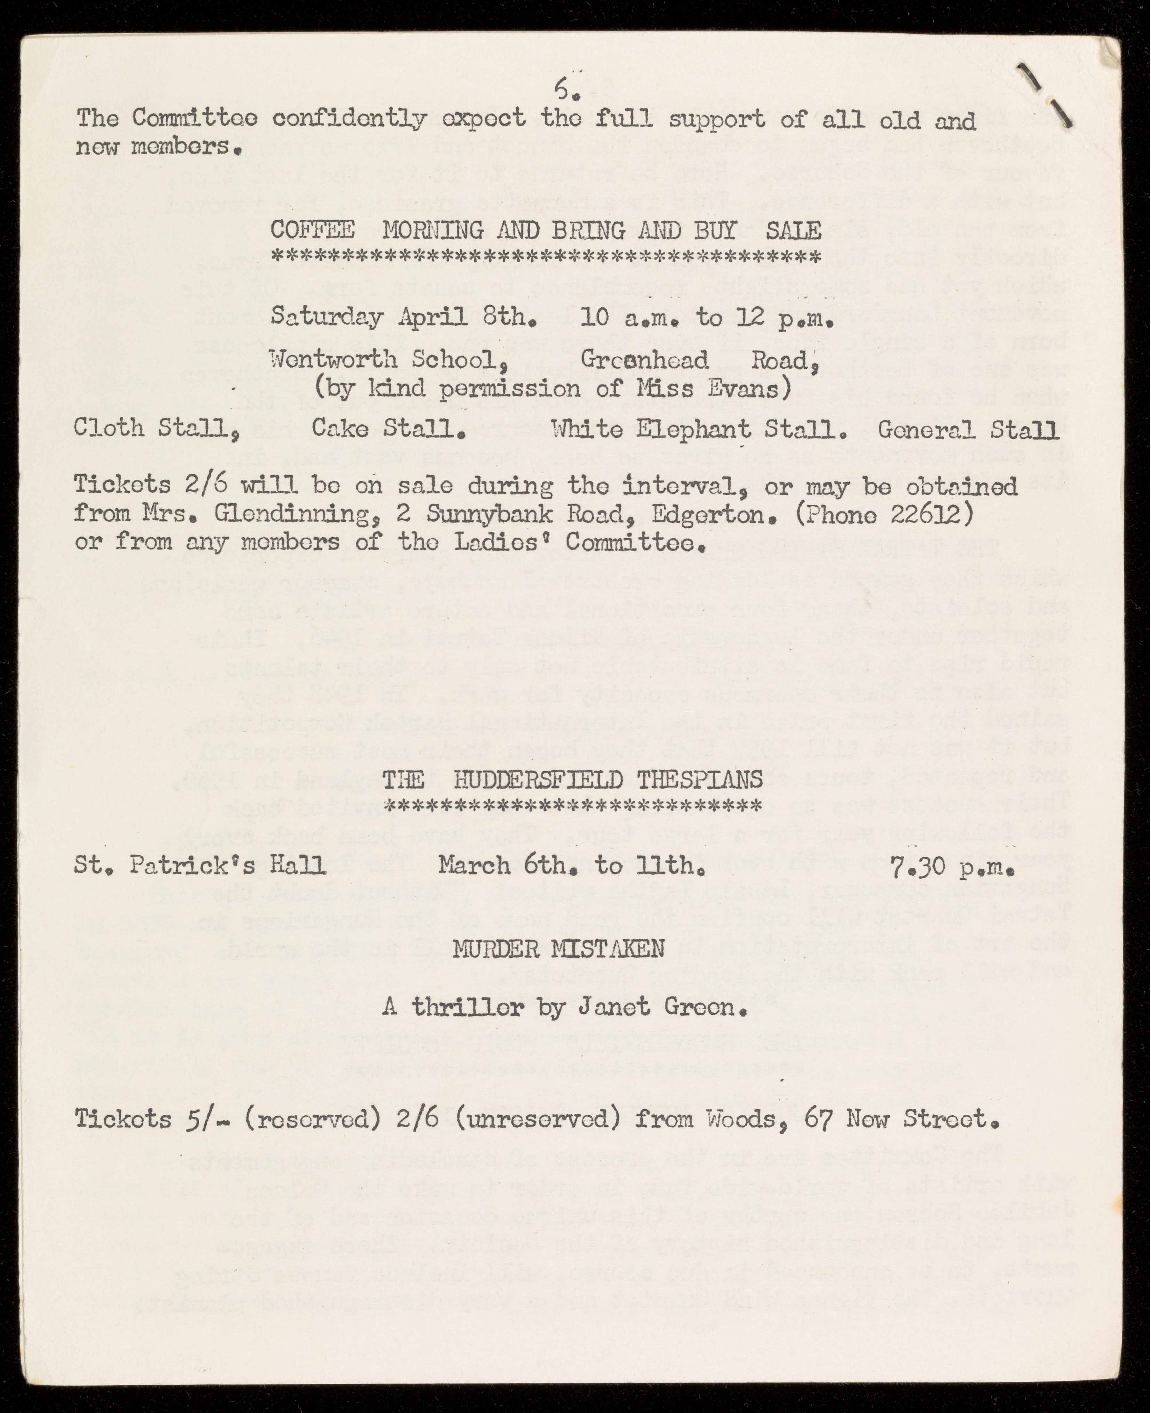 6.
The Committee confidently expect the full support of all old and
new members.
COFFEE MORNING AND BRING AND BUY SALE
***************************************
Saturday April 8th. 10 a.m. to 12 p.m.
Wentworth School, Greenhead Road,
(by kind permission of Miss Evans)
Cloth Stall, Cake Stall. White Elephant Stall. General Stall
Tickets 2/6 will be on sale during the interval, or may be obtained
from Mrs. Glendinning, 2 Sunnybank Road, Edgerton. (Phone 22612)
or from any members of the Ladies' Committee.
THE HUDDERSFIELD THESPIANS
***************************
St. Patrick's Hall March 6th. to 11th. 7.30 p.m.
MURDER MISTAKEN
A thriller by Janet Green.
Tickets 5/- (reserved) 2/6 (unreserved) from Woods, 67 New Street.